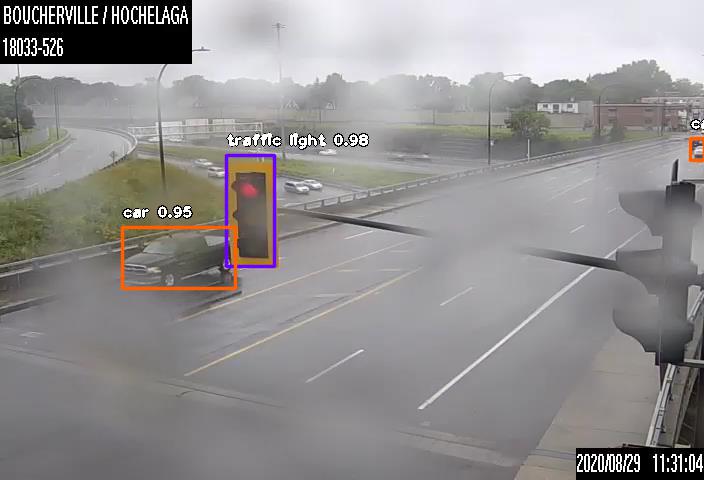 BOUCHERVILLE / HOCHELAGA
18033-526
traffic light 0.98
car 0.95
2020/08/29 11:31:04